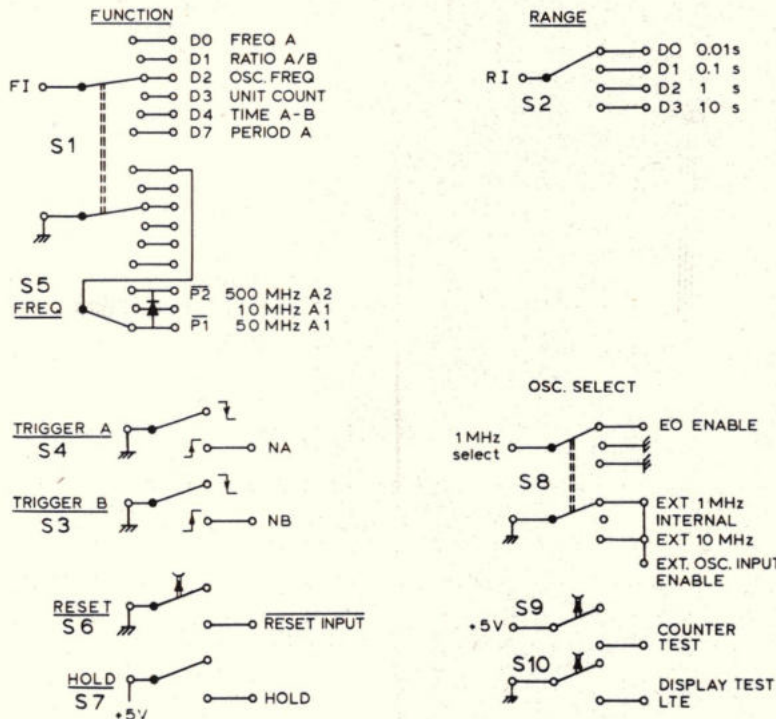 FUNCTION
D0 FREQ A
D1 RATIO A/B
FI
D2 OSC. FREQ
D3 UNIT COUNT
D4 TIME A-B
S1
D7 PERIOD A
S5
FREQ
P2 500 MHz A2
10 MHz A1
P1 50 MHz A1
RANGE
D0 0.01s
RI
D1 0.1 s
S2
D2 1 s
D3 10 s
TRIGGER A
S4
NA
TRIGGER B
S3
NB
RESET
S6
RESET INPUT
HOLD
S7
HOLD
+5V
OSC. SELECT
EO ENABLE
1 MHz
select
S8
EXT 1 MHz
INTERNAL
EXT 10 MHz
EXT. OSC. INPUT
ENABLE
S9
+5V
COUNTER
TEST
S10
DISPLAY TEST
LTE